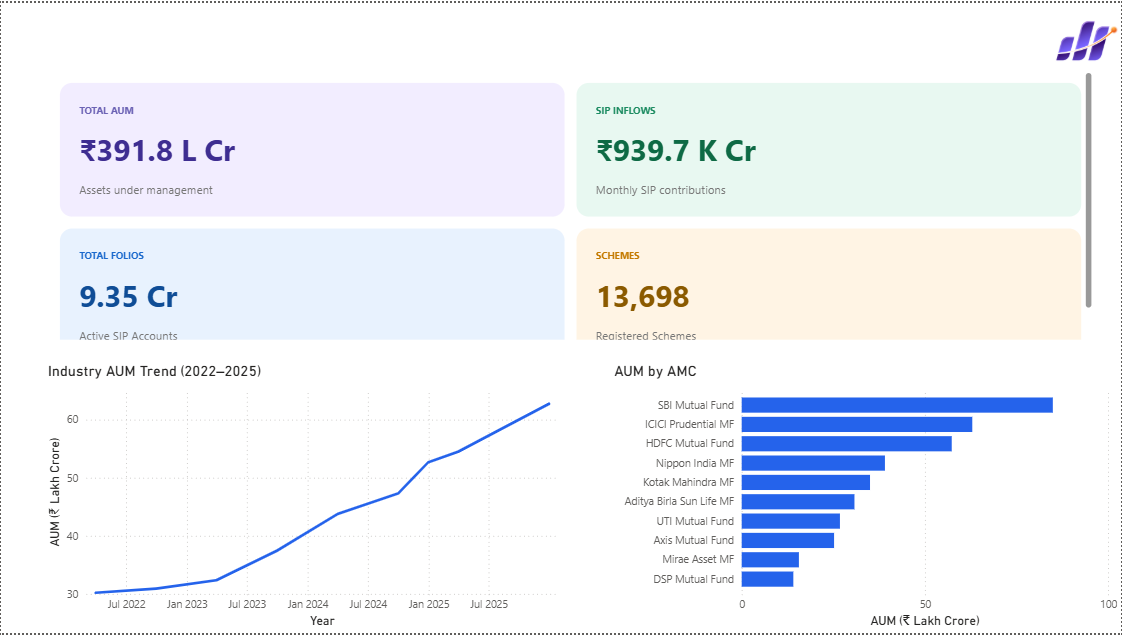 TOTAL AUM
₹391.8 L Cr
Assets under management
SIP INFLOWS
₹939.7 K Cr
Monthly SIP contributions
TOTAL FOLIOS
9.35 Cr
Active SIP Accounts
SCHEMES
13,698
Registered Schemes
Industry AUM Trend (2022–2025)
AUM (₹ Lakh Crore)
60
50
40
30
Jul 2022 Jan 2023 Jul 2023 Jan 2024 Jul 2024 Jan 2025 Jul 2025
Year
AUM by AMC
SBI Mutual Fund
ICICI Prudential MF
HDFC Mutual Fund
Nippon India MF
Kotak Mahindra MF
Aditya Birla Sun Life MF
UTI Mutual Fund
Axis Mutual Fund
Mirae Asset MF
DSP Mutual Fund
0 50 100
AUM (₹ Lakh Crore)